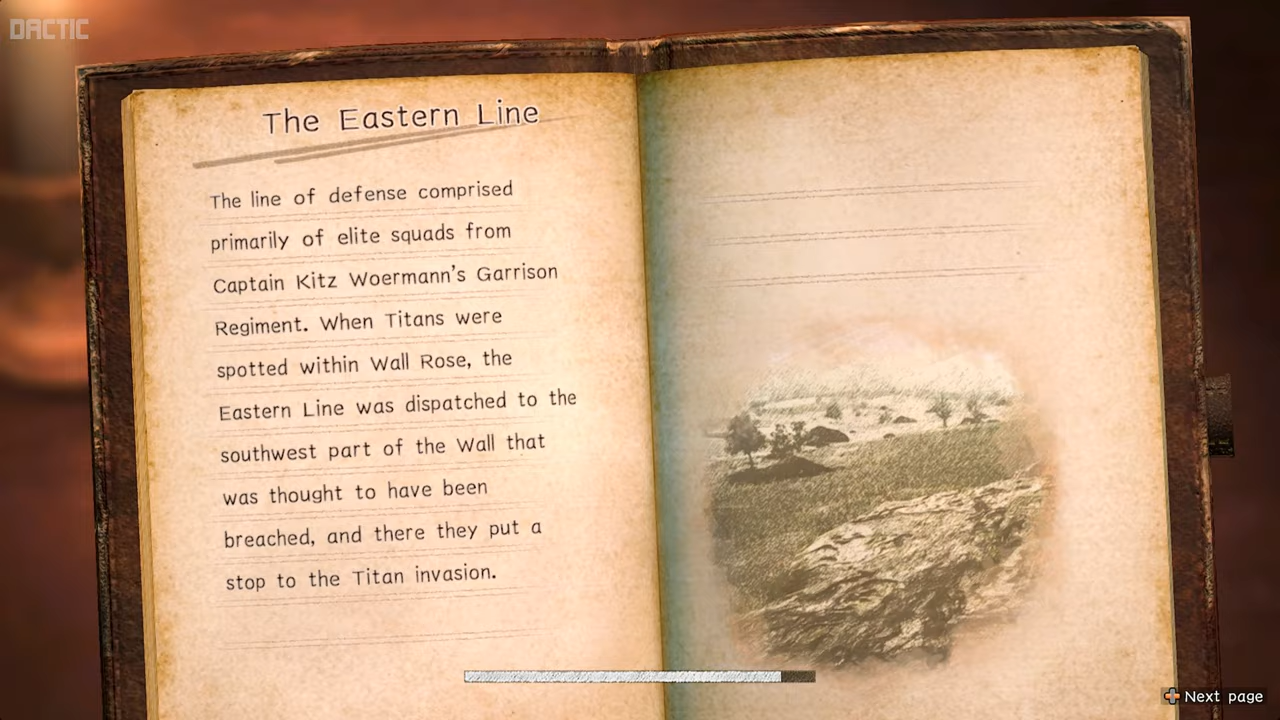 DACTIC
The Eastern Line
The line of defense comprised
primarily of elite squads from
Captain Kitz Woermann's Garrison
Regiment. When Titans were
spotted within Wall Rose, the
Eastern Line was dispatched to the
southwest part of the Wall that
was thought to have been
breached, and there they put a
stop to the Titan invasion.
Next page